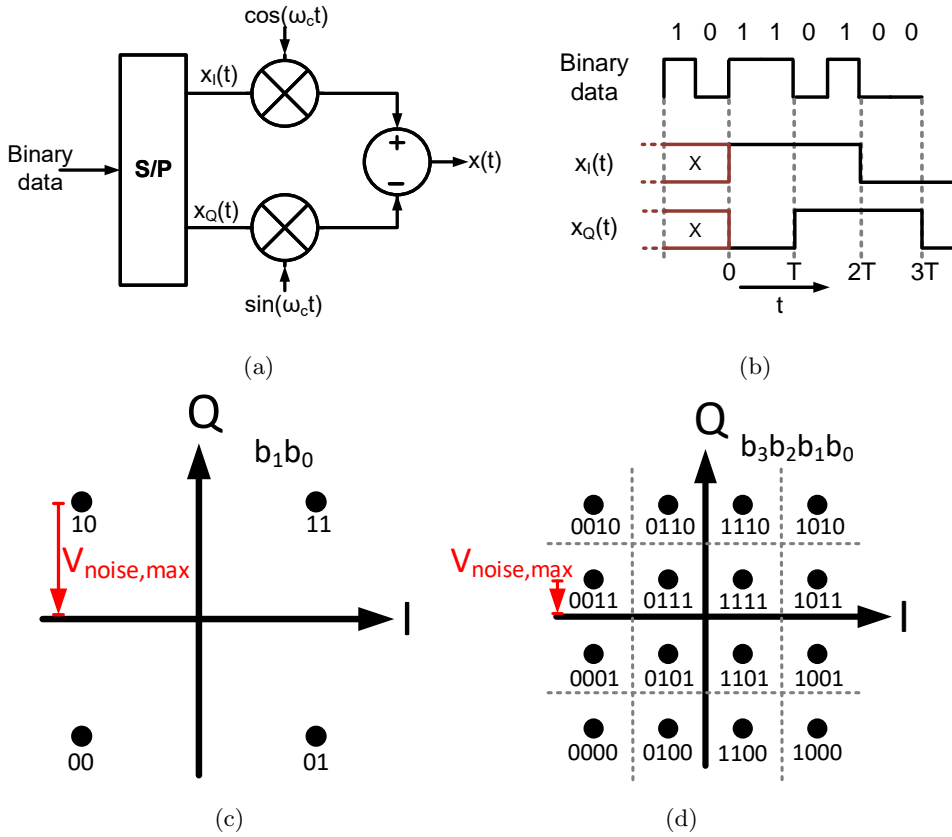 cos(ωct)
xI(t)
Binary
data
S/P
+
−
x(t)
xQ(t)
sin(ωct)
(a)
1 0 1 1 0 1 0 0
Binary
data
xI(t)
X
xQ(t)
X
0 T 2T 3T
t
(b)
Q
b1b0
10 11
Vnoise,max
I
00 01
(c)
Q
b3b2b1b0
0010 0110 1110 1010
Vnoise,max
0011 0111 1111 1011
I
0001 0101 1101 1001
0000 0100 1100 1000
(d)